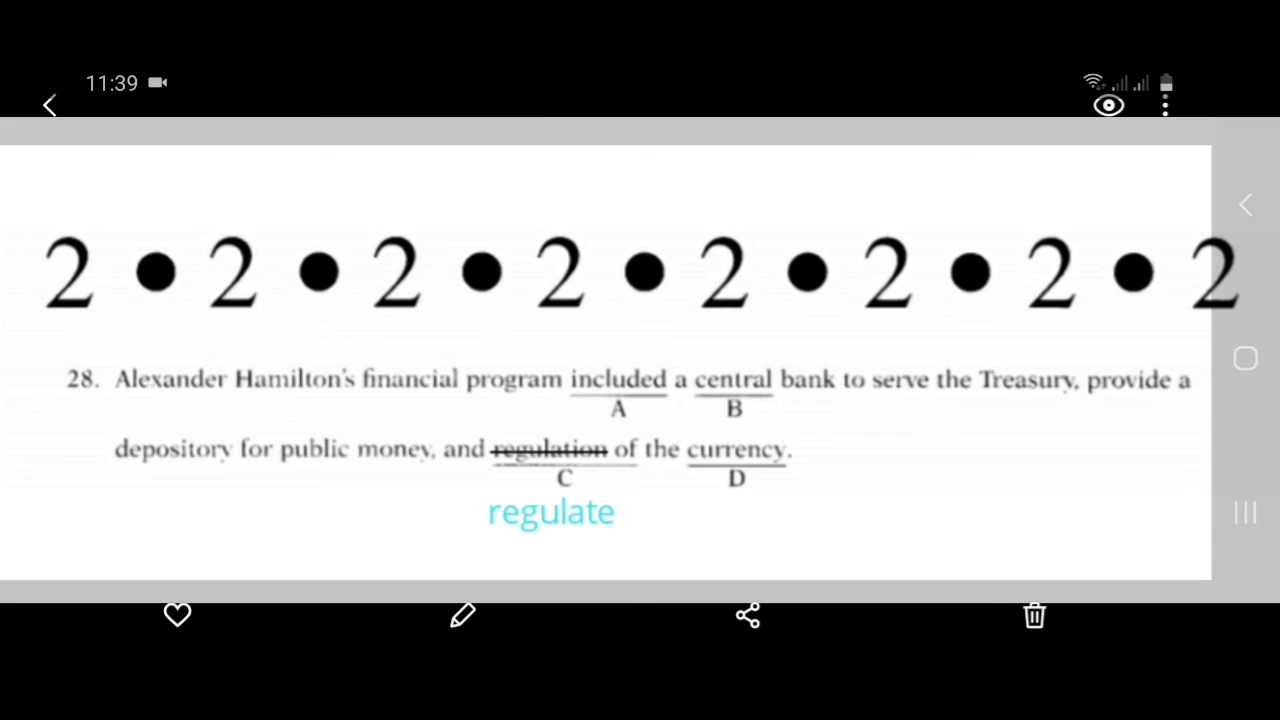 11:39
2 • 2 • 2 • 2 • 2 • 2 • 2 • 2
28. Alexander Hamilton's financial program included a central bank to serve the Treasury, provide a
A B
depository for public money, and regulation of the currency.
C D
regulate